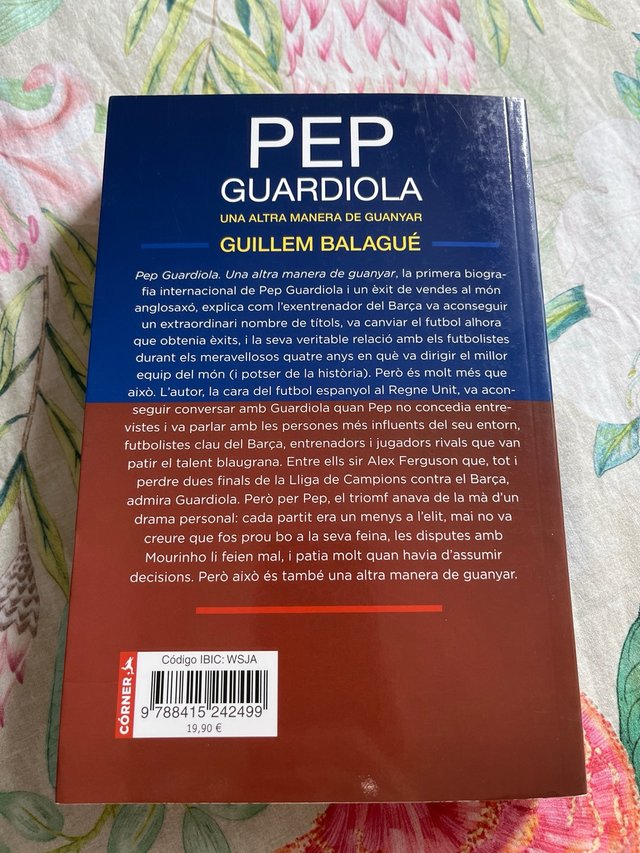 PEP
GUARDIOLA
UNA ALTRA MANERA DE GUANYAR
GUILLEM BALAGUÉ
Pep Guardiola. Una altra manera de guanyar, la primera biogra-
fia internacional de Pep Guardiola i un èxit de vendes al món
anglosaxó, explica com l'exentrenador del Barça va aconseguir
un extraordinari nombre de títols, va canviar el futbol alhora
que obtenia èxits, i la seva veritable relació amb els futbolistes
durant els meravellosos quatre anys en què va dirigir el millor
equip del món (i potser de la història). Però és molt més que
això. L'autor, la cara del futbol espanyol al Regne Unit, va acon-
seguir conversar amb Guardiola quan Pep no concedia entre-
vistes i va parlar amb les persones més influents del seu entorn,
futbolistes clau del Barça, entrenadors i jugadors rivals que van
patir el talent blaugrana. Entre ells sir Alex Ferguson que, tot i
perdre dues finals de la Lliga de Campions contra el Barça,
admira Guardiola. Però per Pep, el triomf anava de la mà d'un
drama personal: cada partit era un menys a l'elit, mai no va
creure que fos prou bo a la seva feina, les disputes amb
Mourinho li feien mal, i patia molt quan havia d'assumir
decisions. Però això és també una altra manera de guanyar.
CÓRNER
Código IBIC: WSJA
9 788415 242499
19,90 €